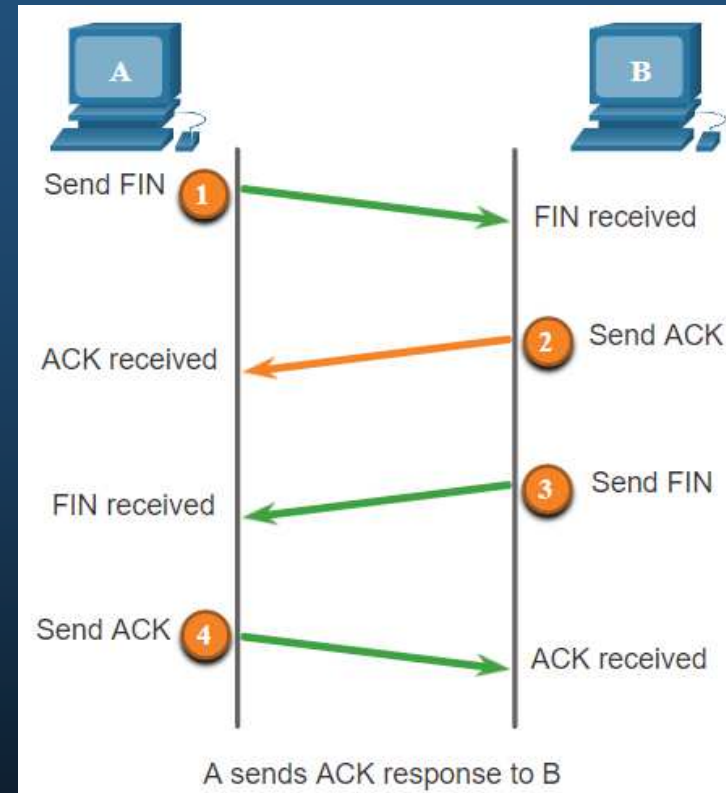 A
B
Send FIN 1
FIN received
2 Send ACK
ACK received
3 Send FIN
FIN received
Send ACK 4
ACK received
A sends ACK response to B